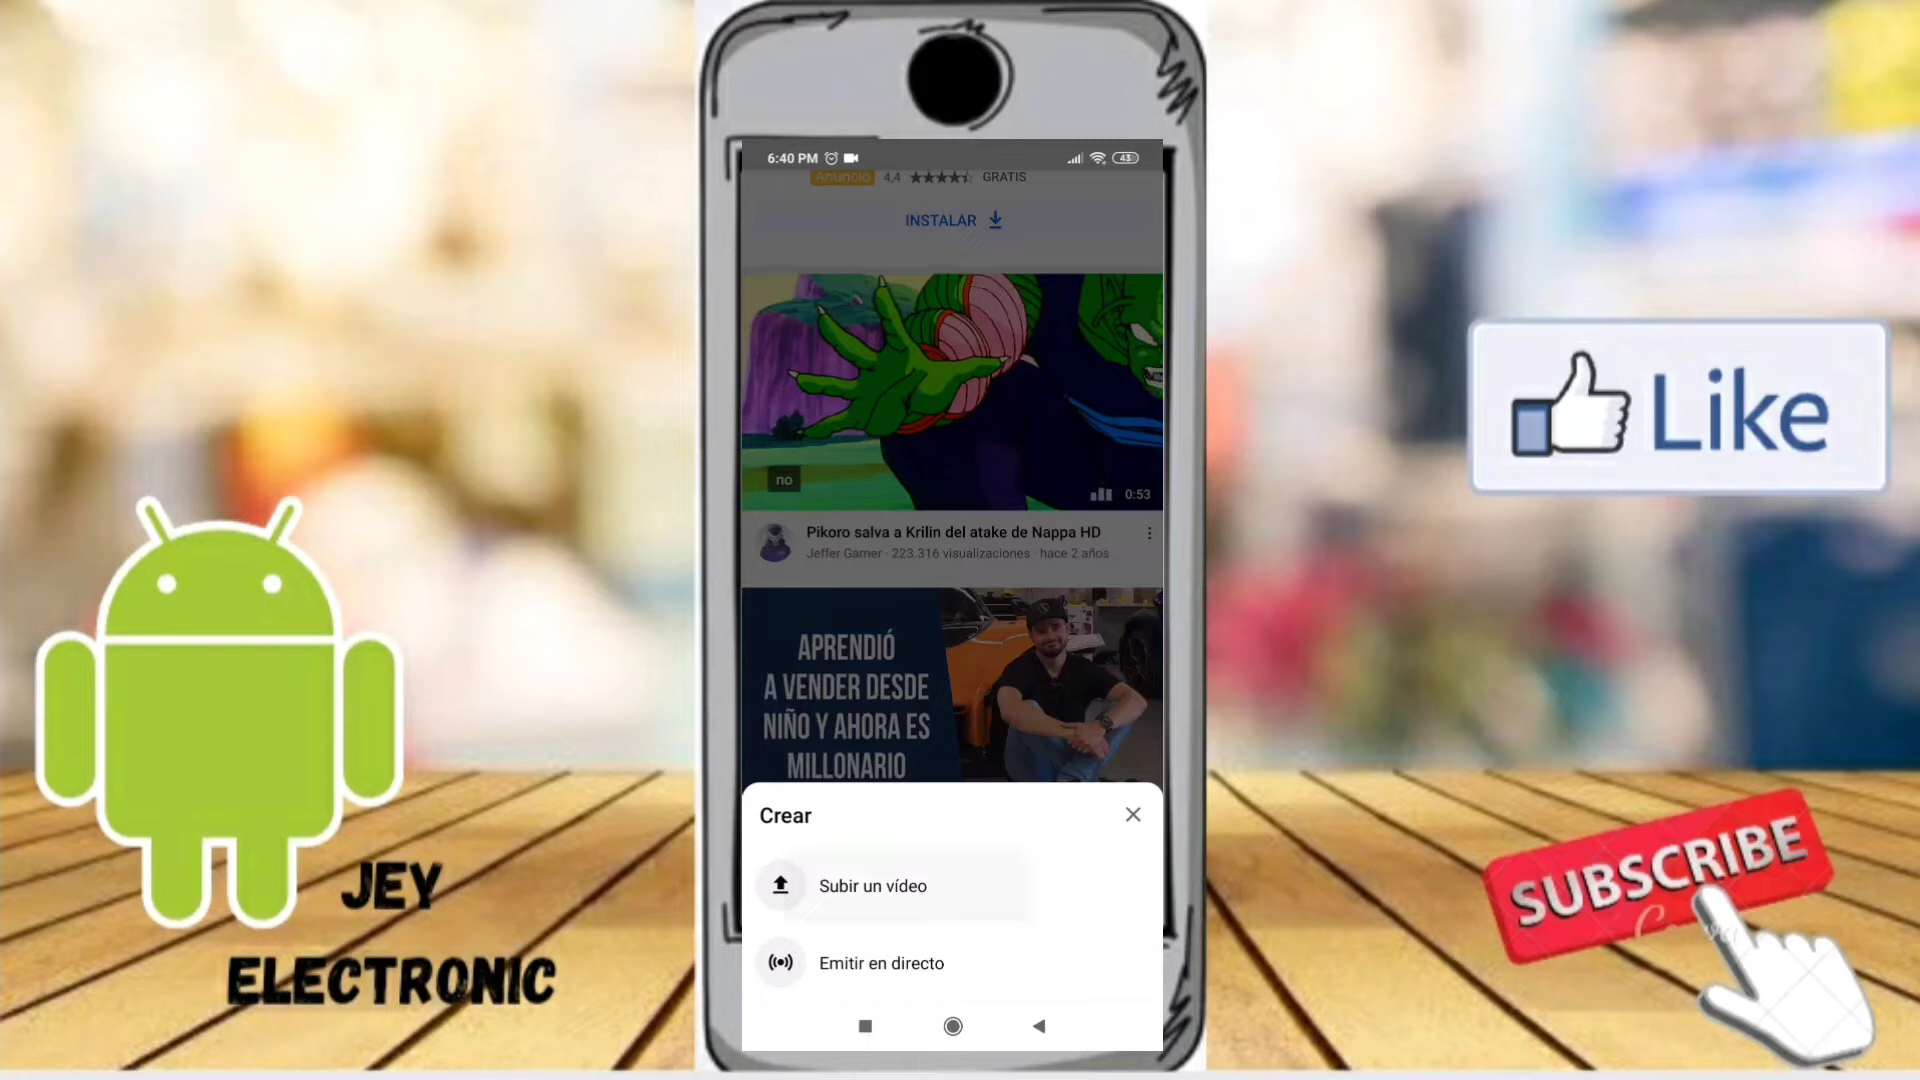 6:40 PM
43
Anuncio 4,4 GRATIS
INSTALAR
no
0:53
Pikoro salva a Krilin del atake de Nappa HD
Jeffer Gamer · 223.316 visualizaciones · hace 2 años
APRENDIÓ
A VENDER DESDE
NIÑO Y AHORA ES
MILLONARIO
Crear
Subir un vídeo
Emitir en directo
JEY
ELECTRONIC
Like
SUBSCRIBE